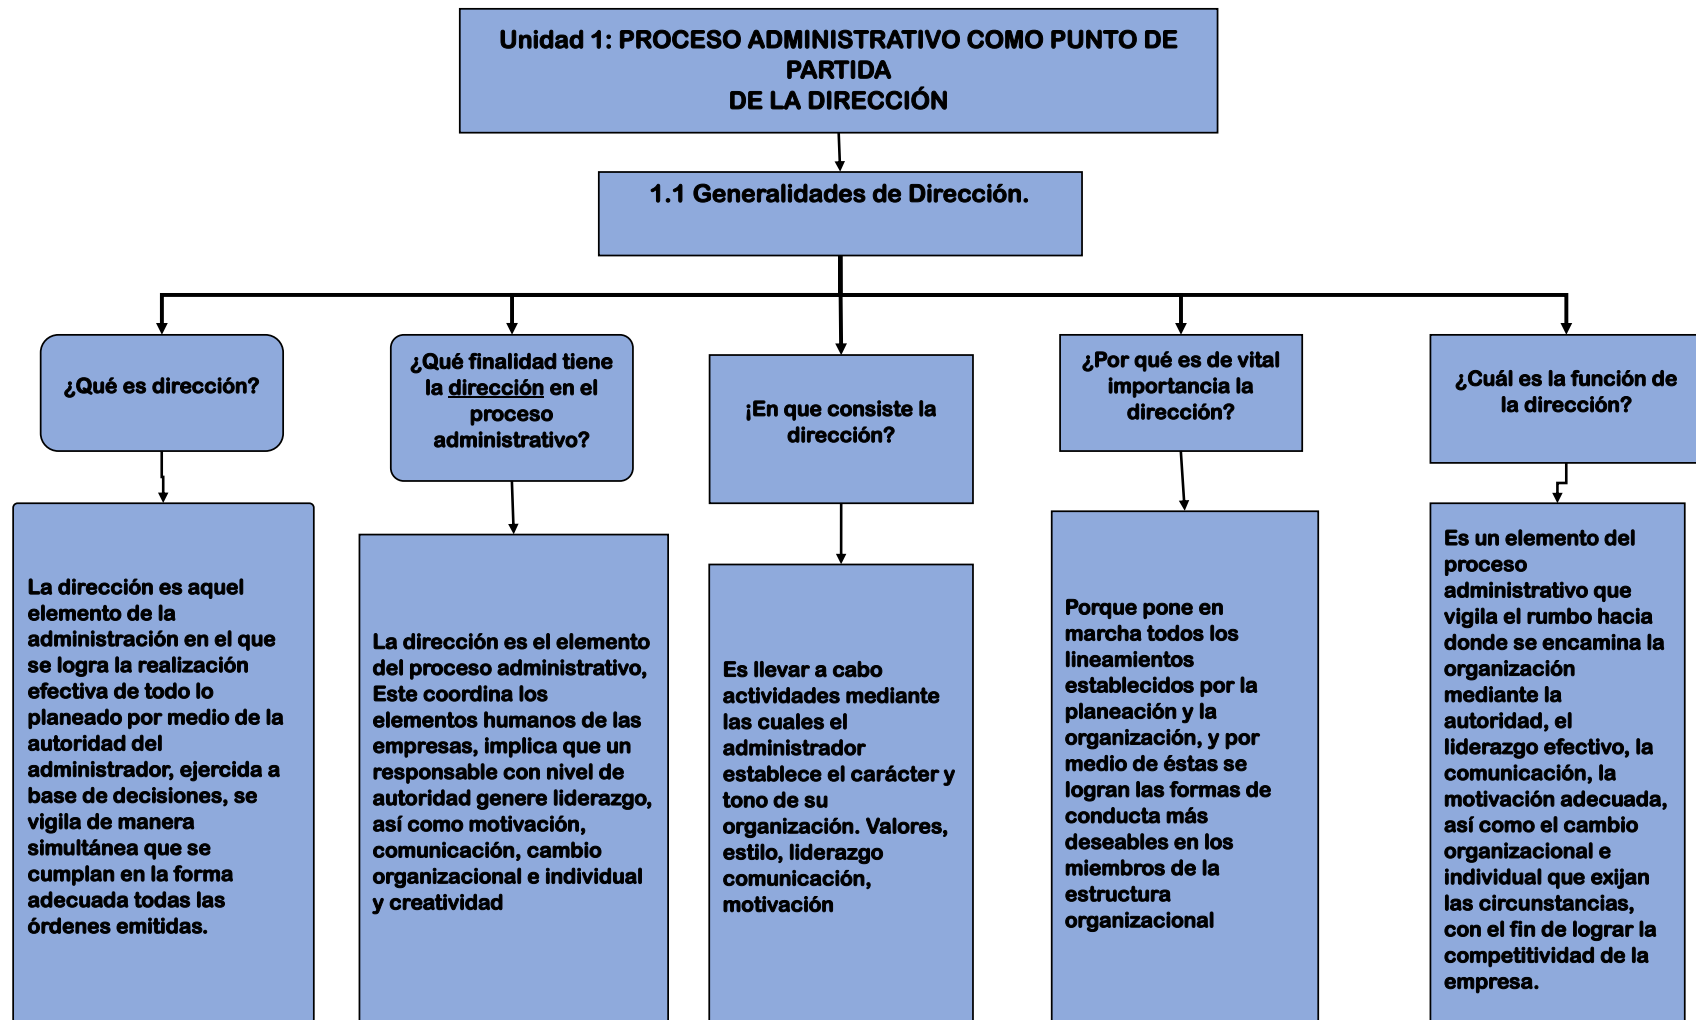 Unidad 1: PROCESO ADMINISTRATIVO COMO PUNTO DE
PARTIDA
DE LA DIRECCIÓN
1.1 Generalidades de Dirección.
¿Qué es dirección?
¿Qué finalidad tiene
la dirección en el
proceso
administrativo?
¡En que consiste la
dirección?
¿Por qué es de vital
importancia la
dirección?
¿Cuál es la función de
la dirección?
La dirección es aquel
elemento de la
administración en el que
se logra la realización
efectiva de todo lo
planeado por medio de la
autoridad del
administrador, ejercida a
base de decisiones, se
vigila de manera
simultánea que se
cumplan en la forma
adecuada todas las
órdenes emitidas.
La dirección es el elemento
del proceso administrativo,
Este coordina los
elementos humanos de las
empresas, implica que un
responsable con nivel de
autoridad genere liderazgo,
así como motivación,
comunicación, cambio
organizacional e individual
y creatividad
Es llevar a cabo
actividades mediante
las cuales el
administrador
establece el carácter y
tono de su
organización. Valores,
estilo, liderazgo
comunicación,
motivación
Porque pone en
marcha todos los
lineamientos
establecidos por la
planeación y la
organización, y por
medio de éstas se
logran las formas de
conducta más
deseables en los
miembros de la
estructura
organizacional
Es un elemento del
proceso
administrativo que
vigila el rumbo hacia
donde se encamina la
organización
mediante la
autoridad, el
liderazgo efectivo, la
comunicación, la
motivación adecuada,
así como el cambio
organizacional e
individual que exijan
las circunstancias,
con el fin de lograr la
competitividad de la
empresa.